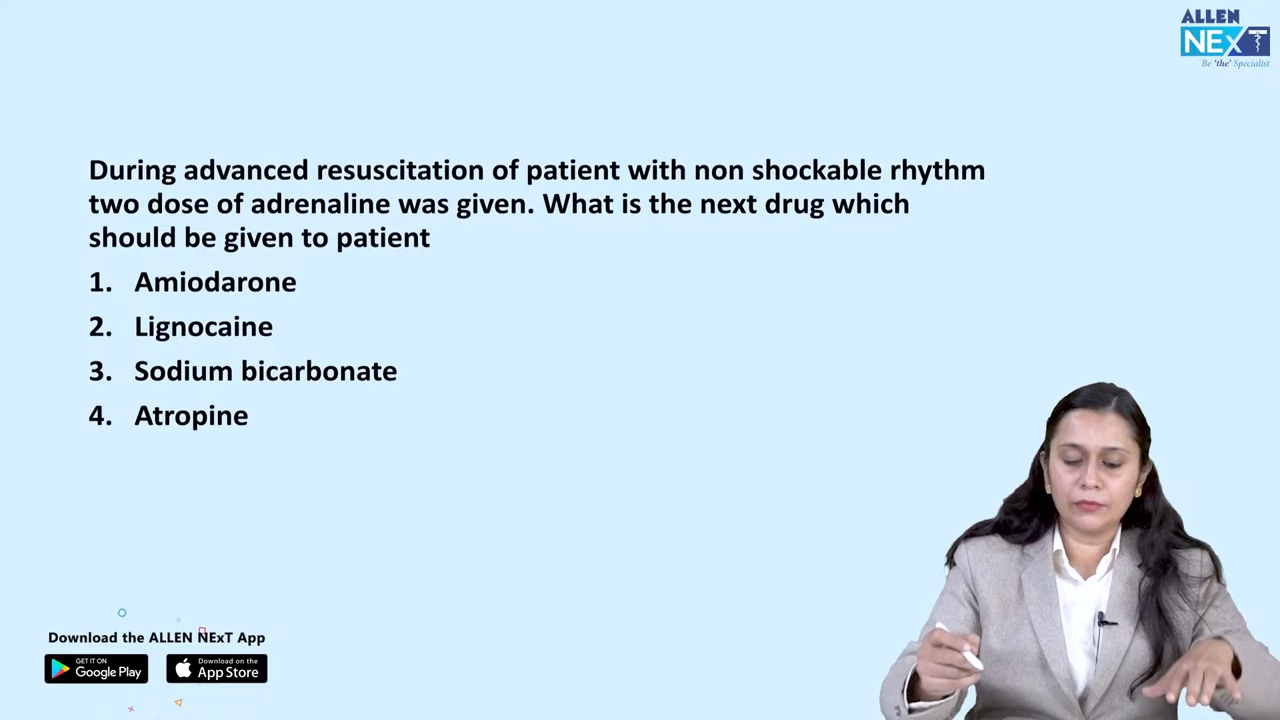 ALLEN
NExT
Be 'the' Specialist
During advanced resuscitation of patient with non shockable rhythm
two dose of adrenaline was given. What is the next drug which
should be given to patient
1. Amiodarone
2. Lignocaine
3. Sodium bicarbonate
4. Atropine
Download the ALLEN NExT App
GET IT ON
Google Play
Download on the
App Store